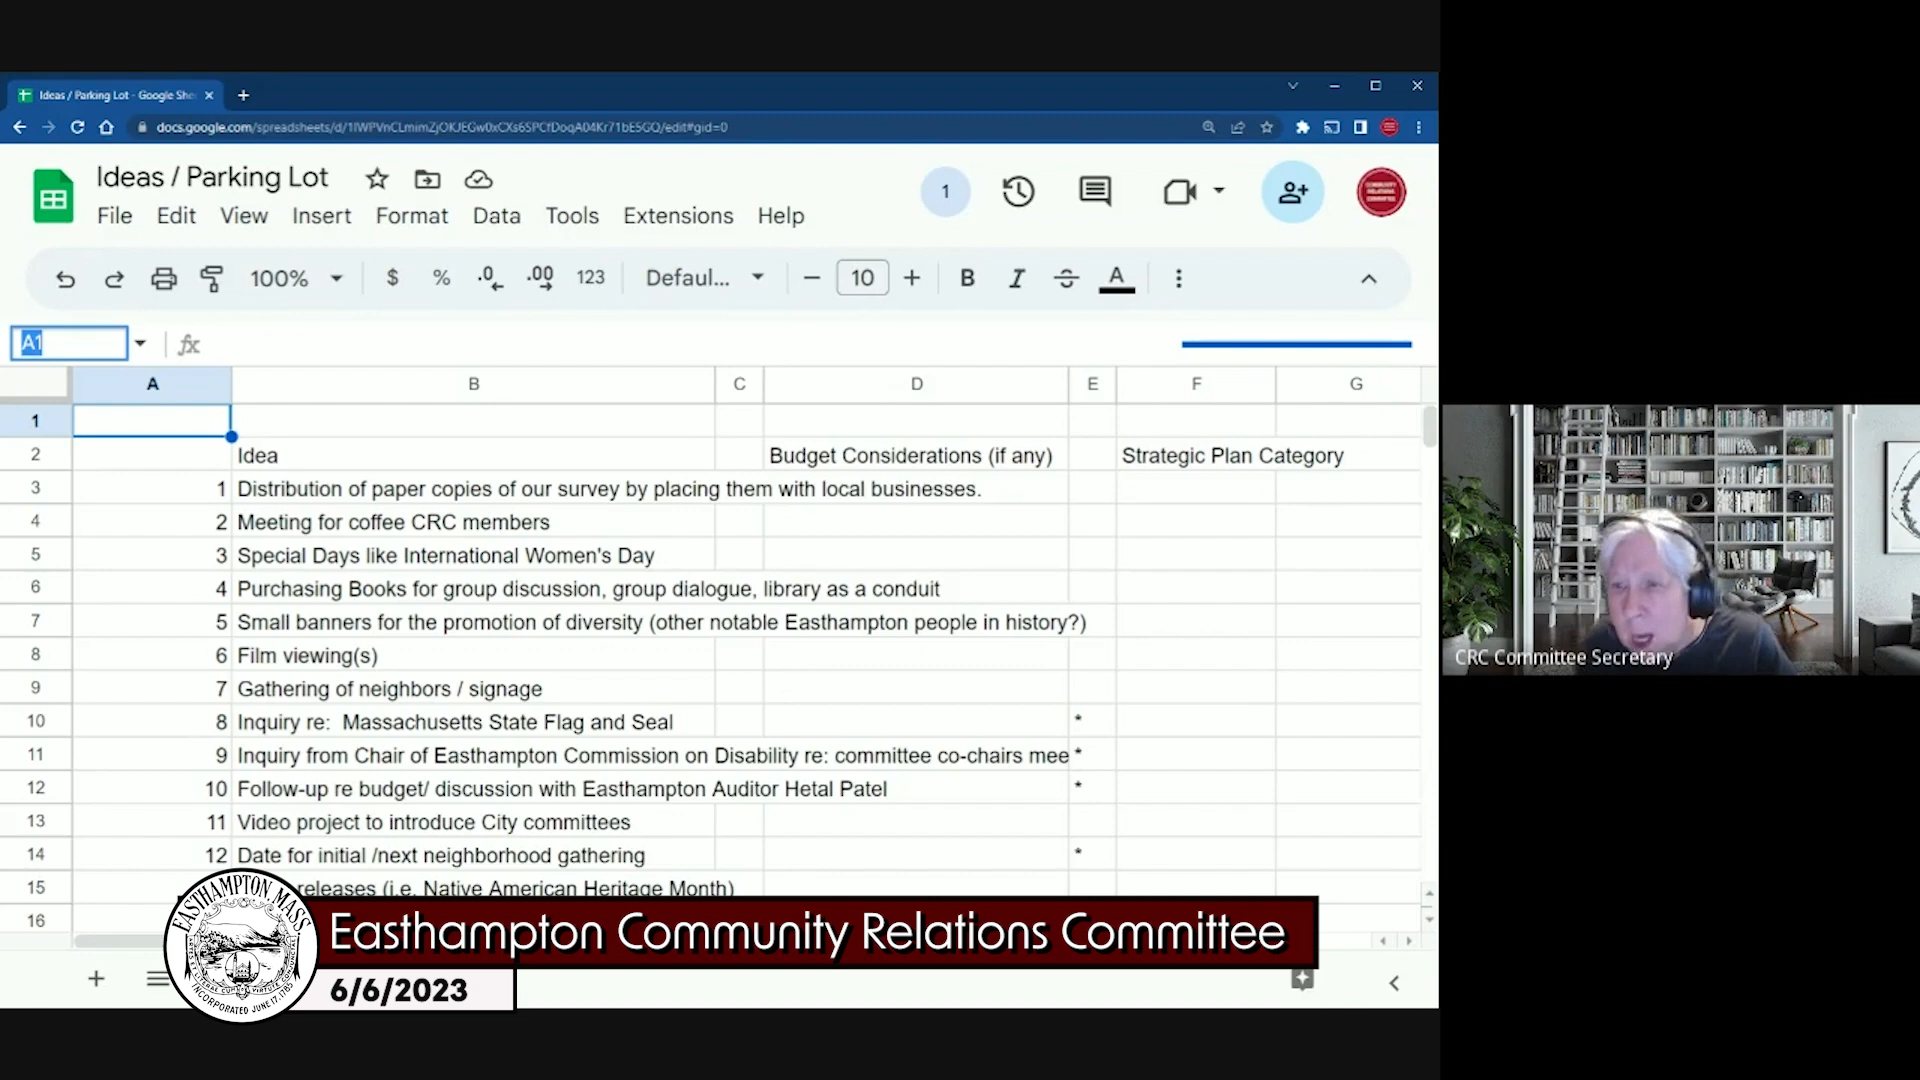 Ideas / Parking Lot - Google She
docs.google.com/spreadsheets/d/1IWPVnCLmimZjOKJEGw0xCXs6SPCfDoqA04Kr71bE5GQ/edit#gid=0
Ideas / Parking Lot
1
File Edit View Insert Format Data Tools Extensions Help
100% $ % .0 .00 123 Defaul... 10 B I A
A1 fx
A B C D E F G
1
2 Idea Budget Considerations (if any) Strategic Plan Category
3 1 Distribution of paper copies of our survey by placing them with local businesses.
4 2 Meeting for coffee CRC members
5 3 Special Days like International Women's Day
6 4 Purchasing Books for group discussion, group dialogue, library as a conduit
7 5 Small banners for the promotion of diversity (other notable Easthampton people in history?)
8 6 Film viewing(s)
9 7 Gathering of neighbors / signage
10 8 Inquiry re:  Massachusetts State Flag and Seal *
11 9 Inquiry from Chair of Easthampton Commission on Disability re: committee co-chairs mee *
12 10 Follow-up re budget/ discussion with Easthampton Auditor Hetal Patel *
13 11 Video project to introduce City committees
14 12 Date for initial /next neighborhood gathering *
15 releases (i.e. Native American Heritage Month)
16
CRC Committee Secretary
EASTHAMPTON MASS.
INCORPORATED JUNE 17, 1785
Easthampton Community Relations Committee
6/6/2023